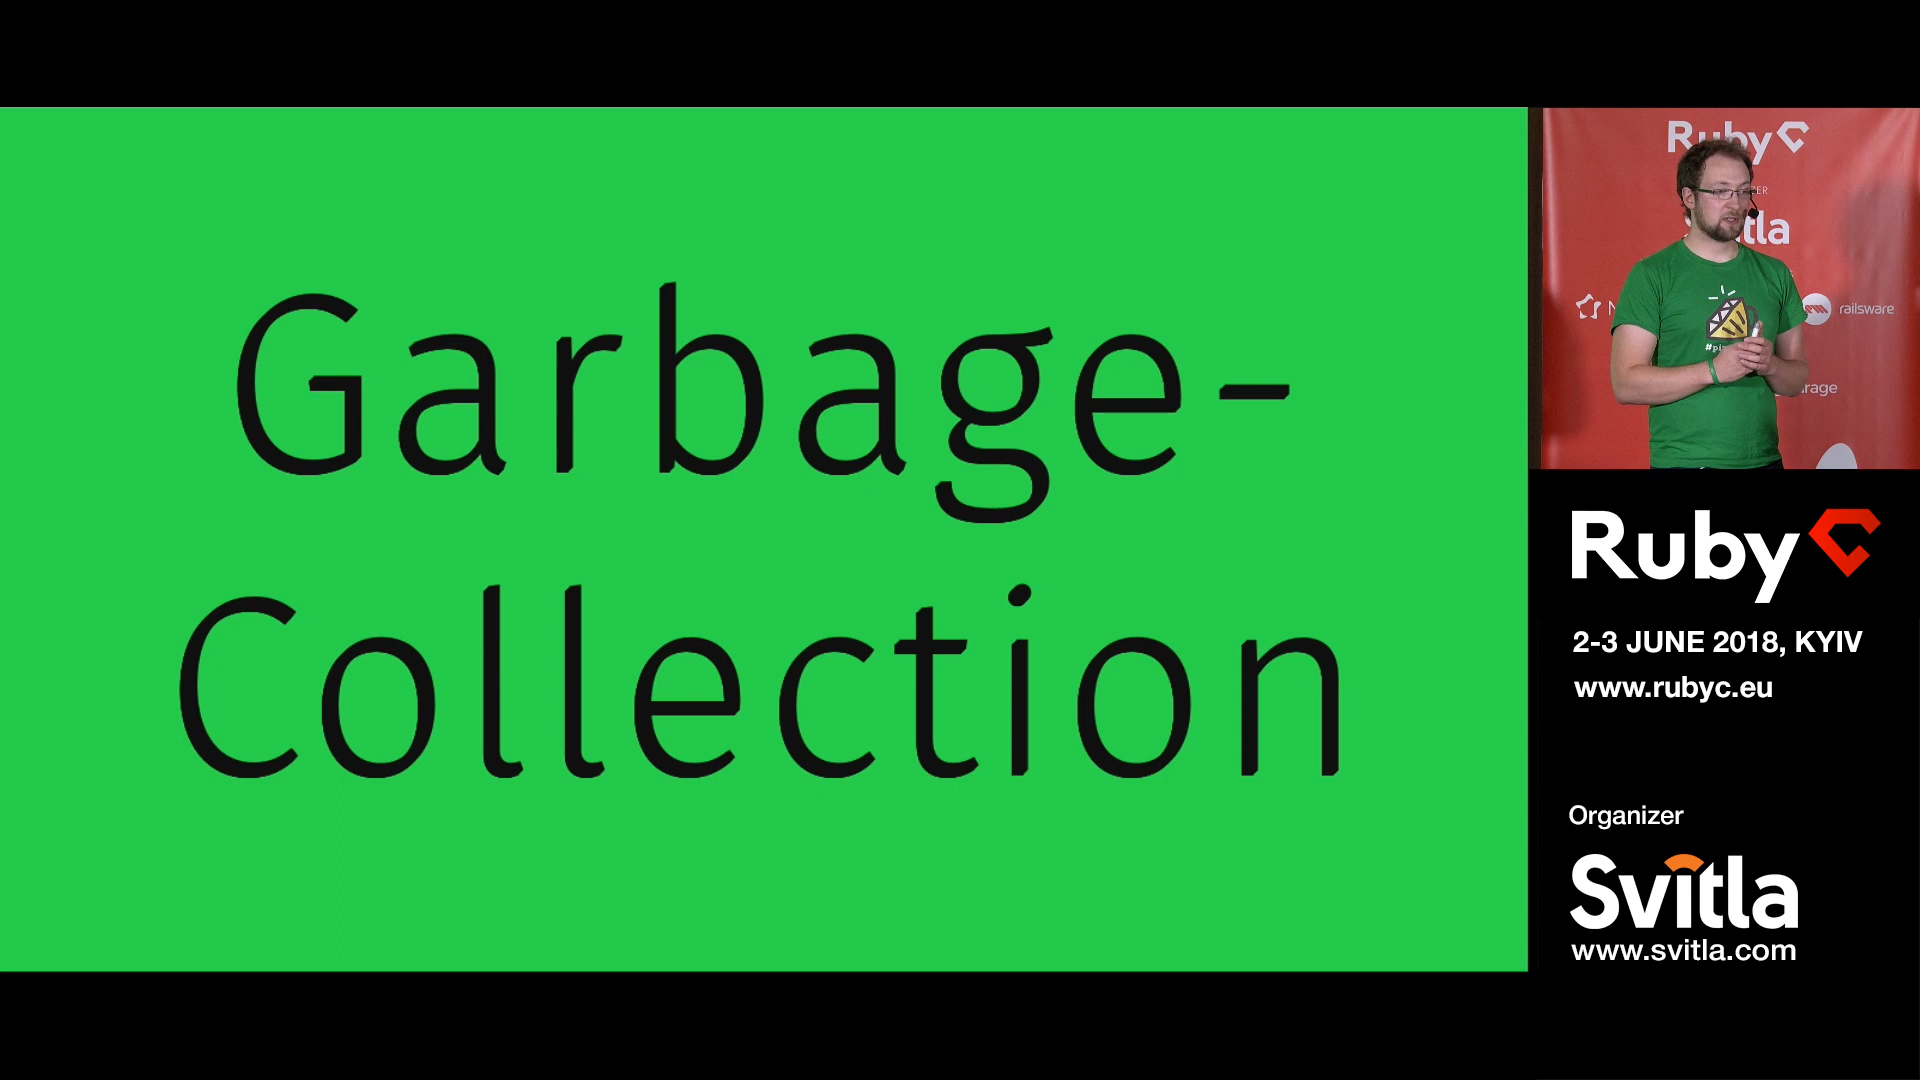 Garbage-
Collection
Ruby
railsware
Ruby
2-3 JUNE 2018, KYIV
www.rubyc.eu
Organizer
Svitla
www.svitla.com